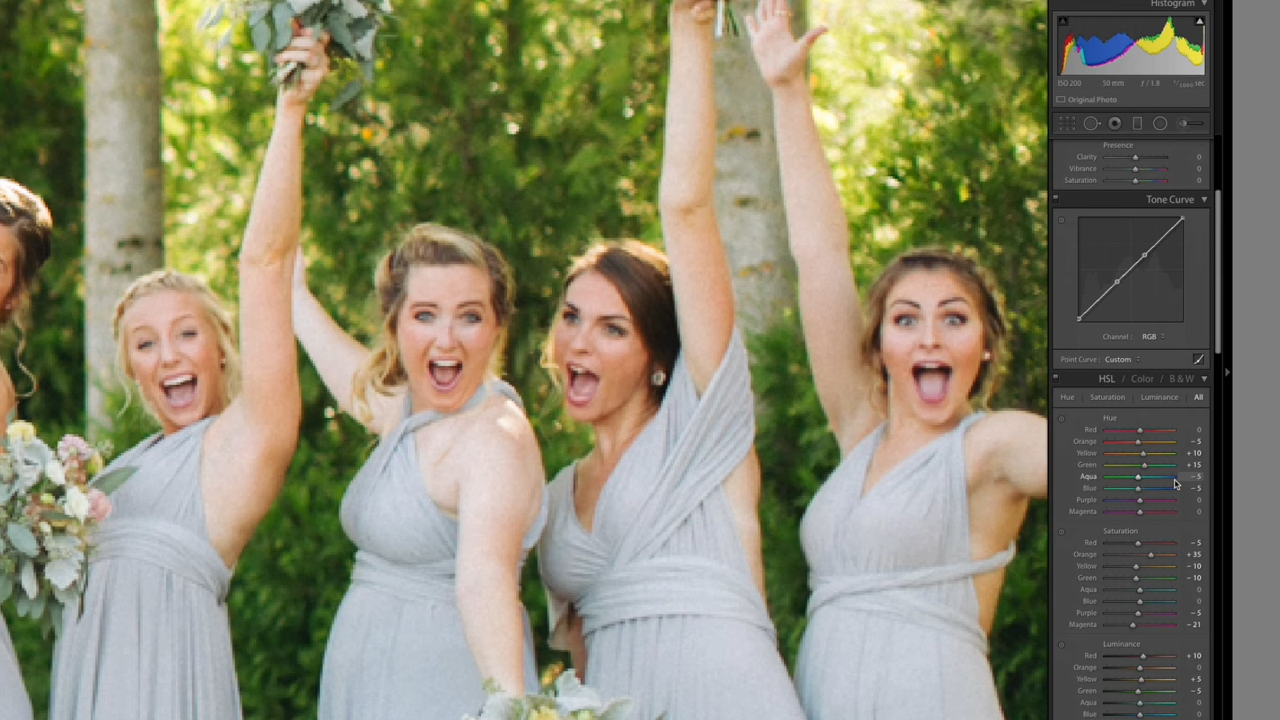 Histogram
ISO 200 50 mm ƒ / 1.8 sec
Original Photo
Presence
Clarity 0
Vibrance 0
Saturation 0
Tone Curve
Channel : RGB
Point Curve : Custom
HSL / Color / B & W
Hue Saturation Luminance All
Hue
Red 0
Orange - 5
Yellow + 10
Green + 15
Aqua - 5
Blue - 5
Purple 0
Magenta 0
Saturation
Red - 5
Orange + 35
Yellow - 10
Green - 10
Aqua 0
Blue 0
Purple - 5
Magenta - 21
Luminance
Red + 10
Orange 0
Yellow + 5
Green - 5
Aqua 0
Blue 0